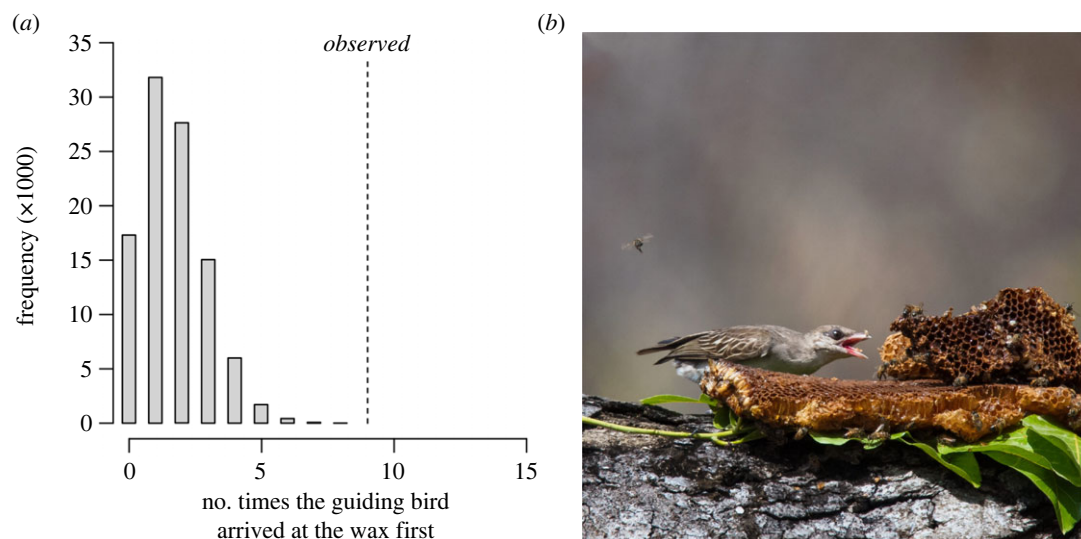 (a)
35
30
25
20
15
10
5
0
frequency (×1000)
observed
0 5 10 15
no. times the guiding bird
arrived at the wax first
(b)